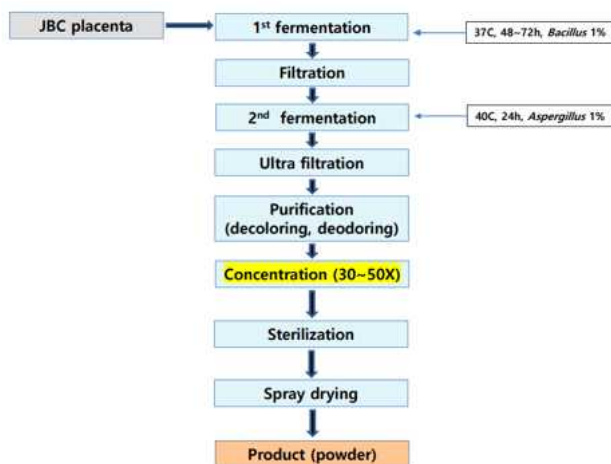 JBC placenta
1st fermentation
37C, 48~72h, Bacillus 1%
Filtration
2nd fermentation
40C, 24h, Aspergillus 1%
Ultra filtration
Purification
(decoloring, deodoring)
Concentration (30~50X)
Sterilization
Spray drying
Product (powder)